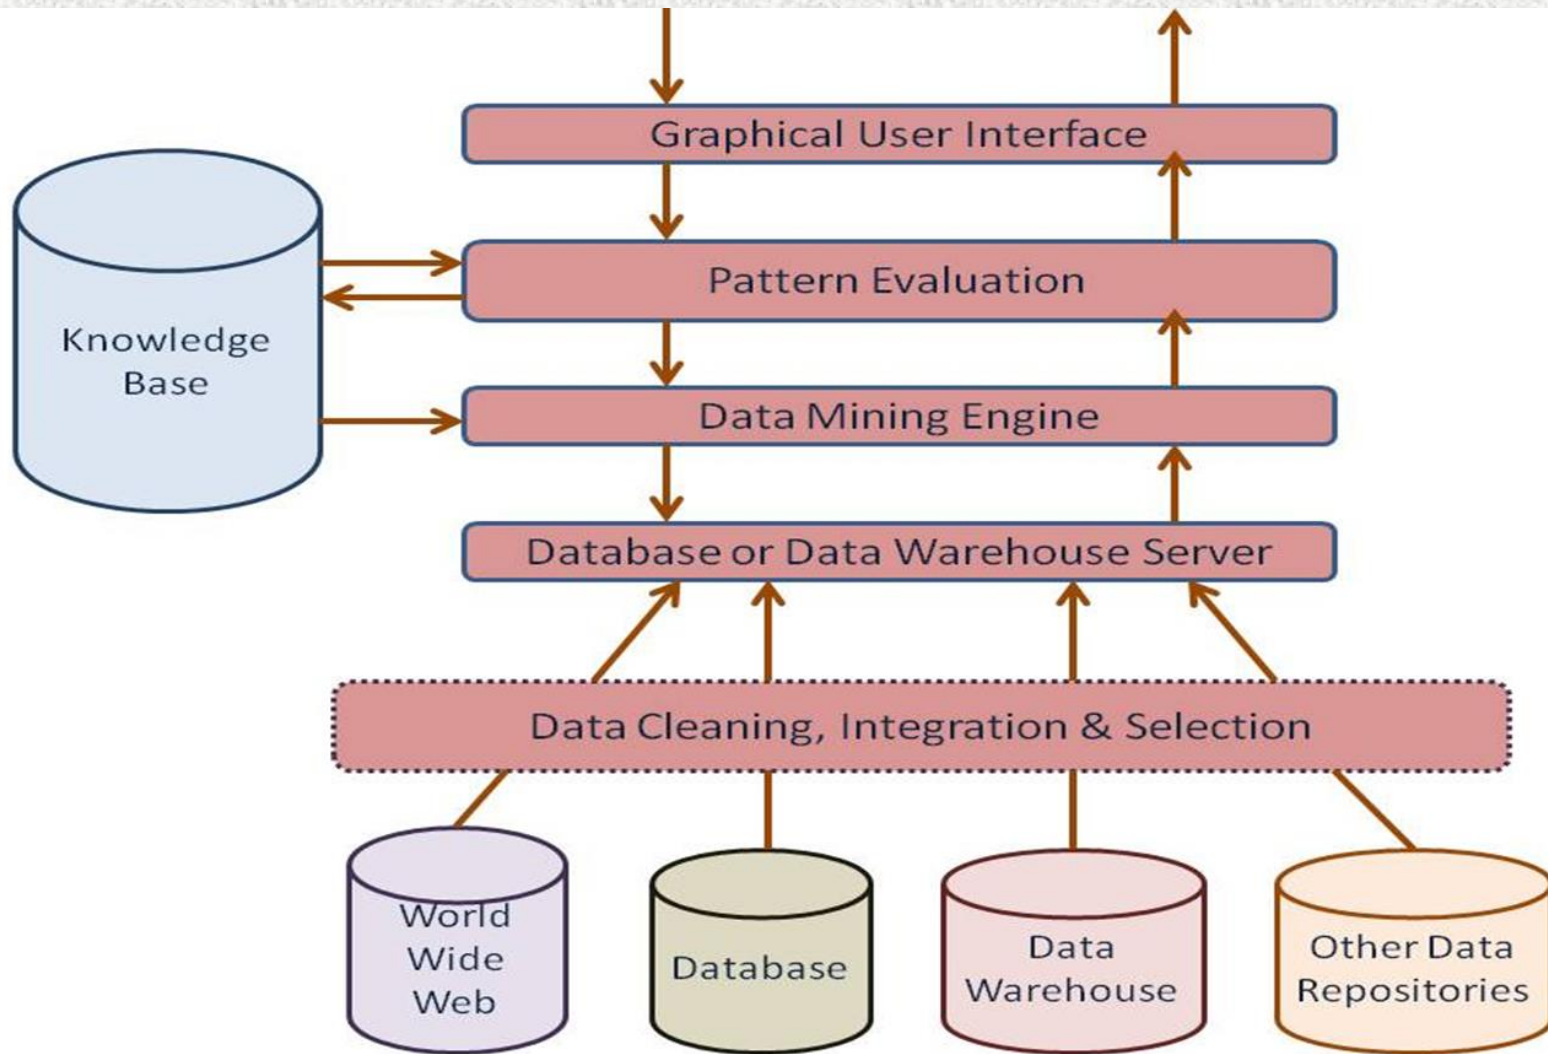 Graphical User Interface
Pattern Evaluation
Knowledge
Base
Data Mining Engine
Database or Data Warehouse Server
Data Cleaning, Integration & Selection
World
Wide
Web
Database
Data
Warehouse
Other Data
Repositories